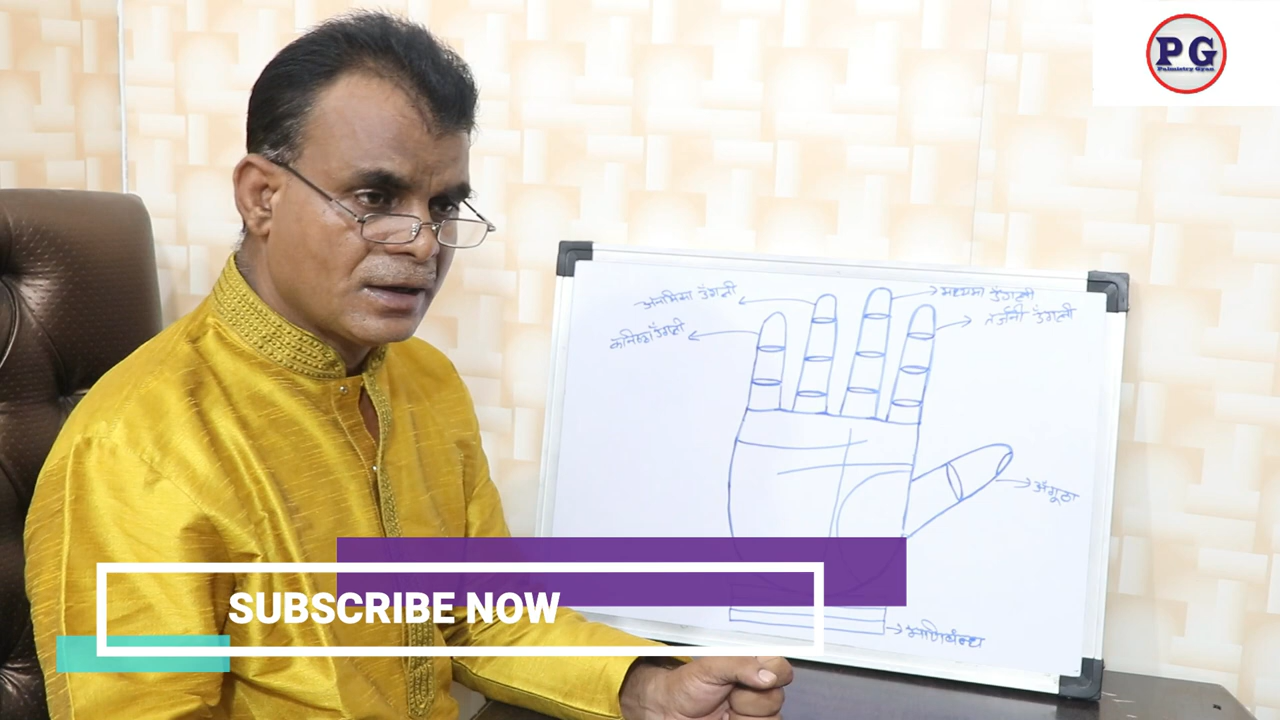 PG
Palmistry Gyan
अनामिका उंगली
मध्यमा उंगली
तर्जनी उंगली
कनिष्ठा उंगली
अँगूठा
SUBSCRIBE NOW
मणिबंन्ध